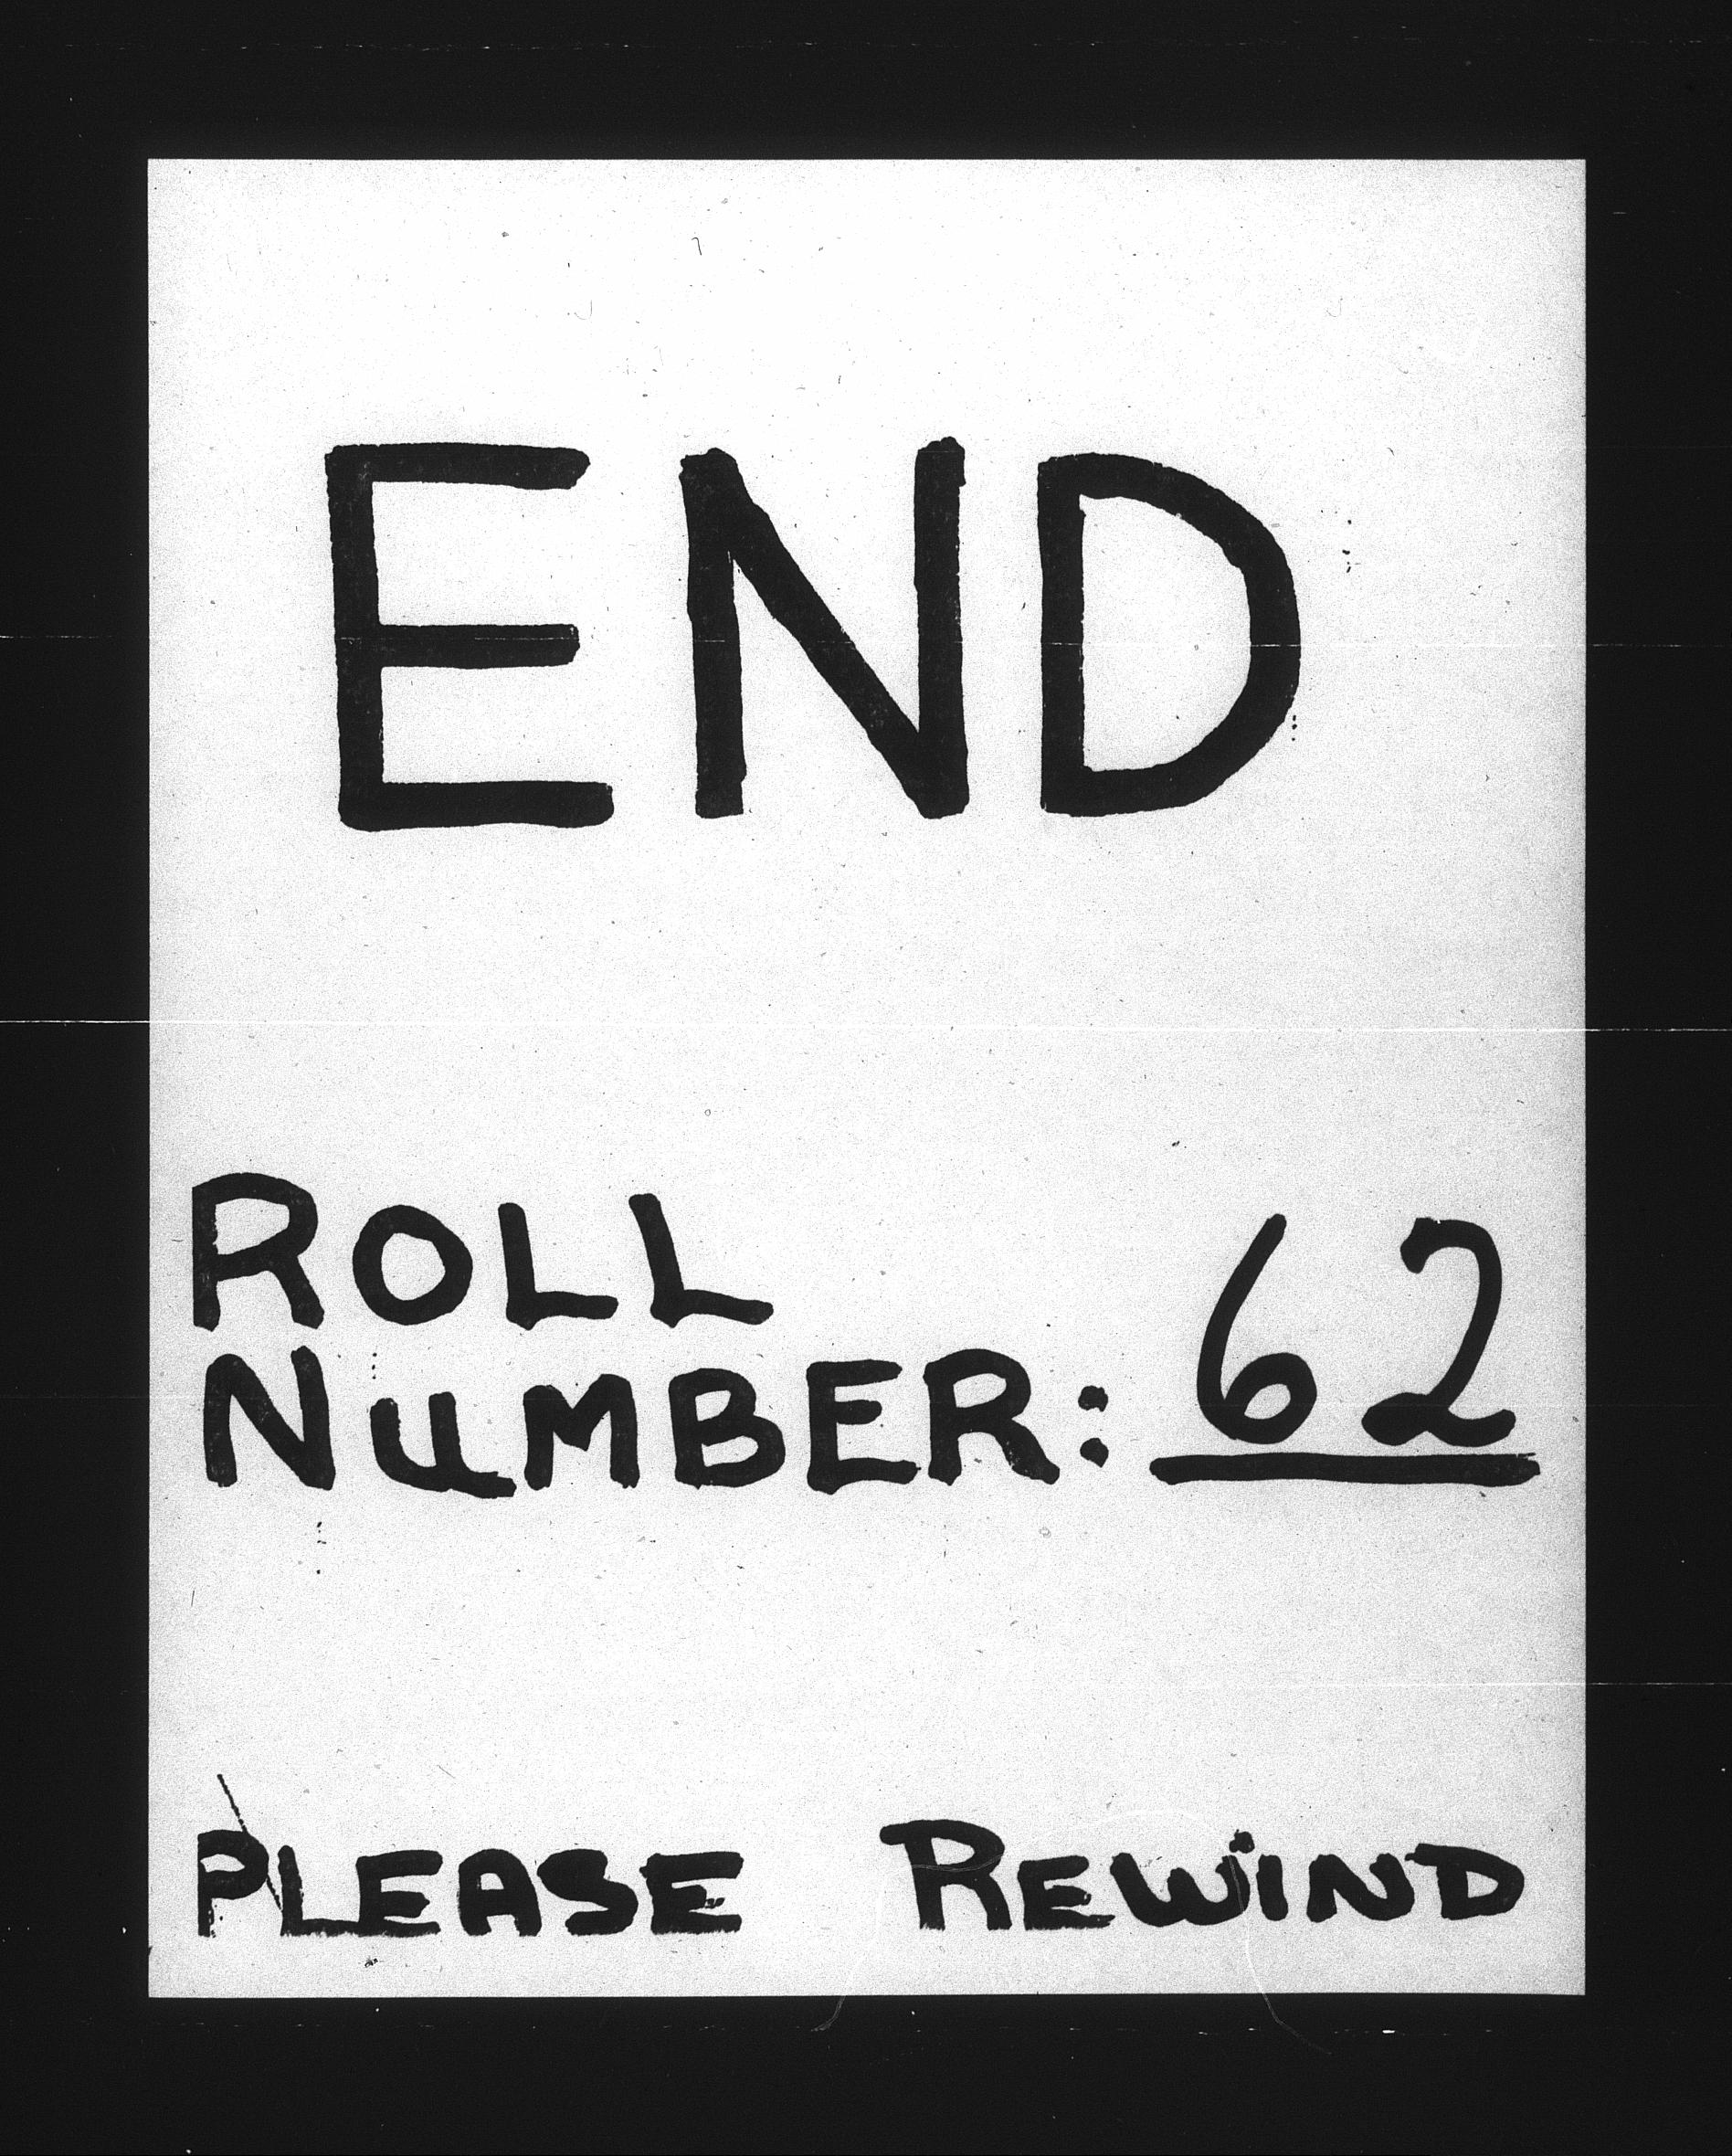 END
ROLL
NUMBER: 62
PLEASE REWIND